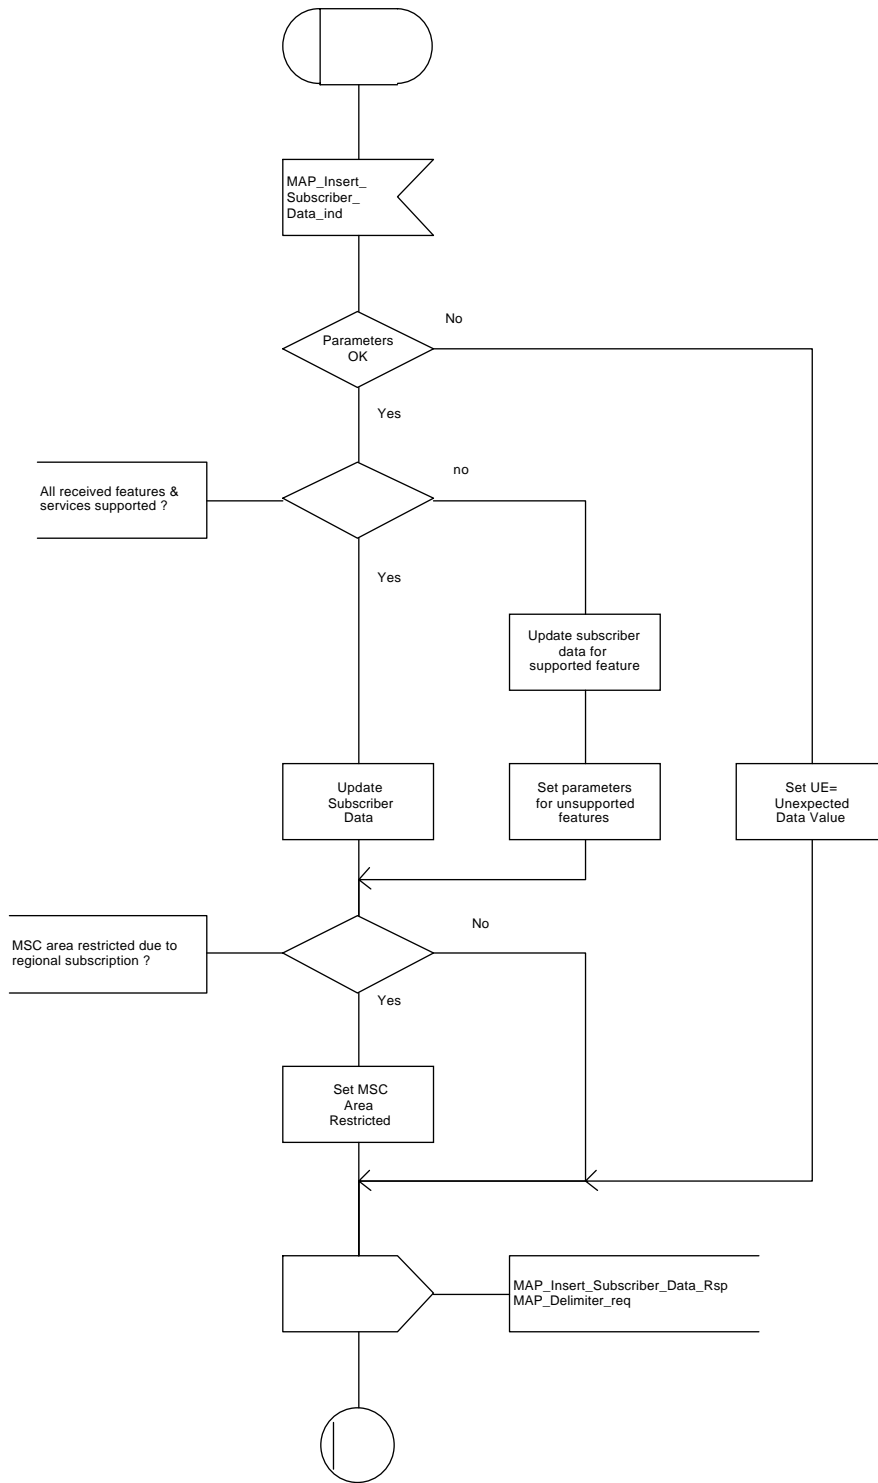 MAP_Insert_
Subscriber_
Data_ind
No
Parameters
OK
Yes
no
All received features &
services supported ?
Yes
Update subscriber
data for
supported feature
Update
Subscriber
Data
Set parameters
for unsupported
features
Set UE=
Unexpected
Data Value
No
MSC area restricted due to
regional subscription ?
Yes
Set MSC
Area
Restricted
MAP_Insert_Subscriber_Data_Rsp
MAP_Delimiter_req